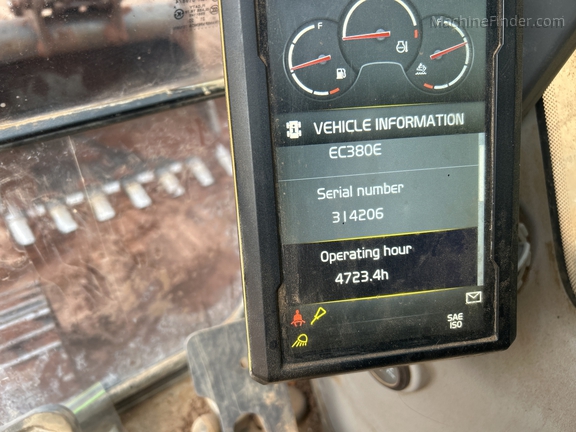 MachineFinder.com
F
VEHICLE INFORMATION
EC380E
Serial number
314206
Operating hour
4723.4h
SAE
ISO